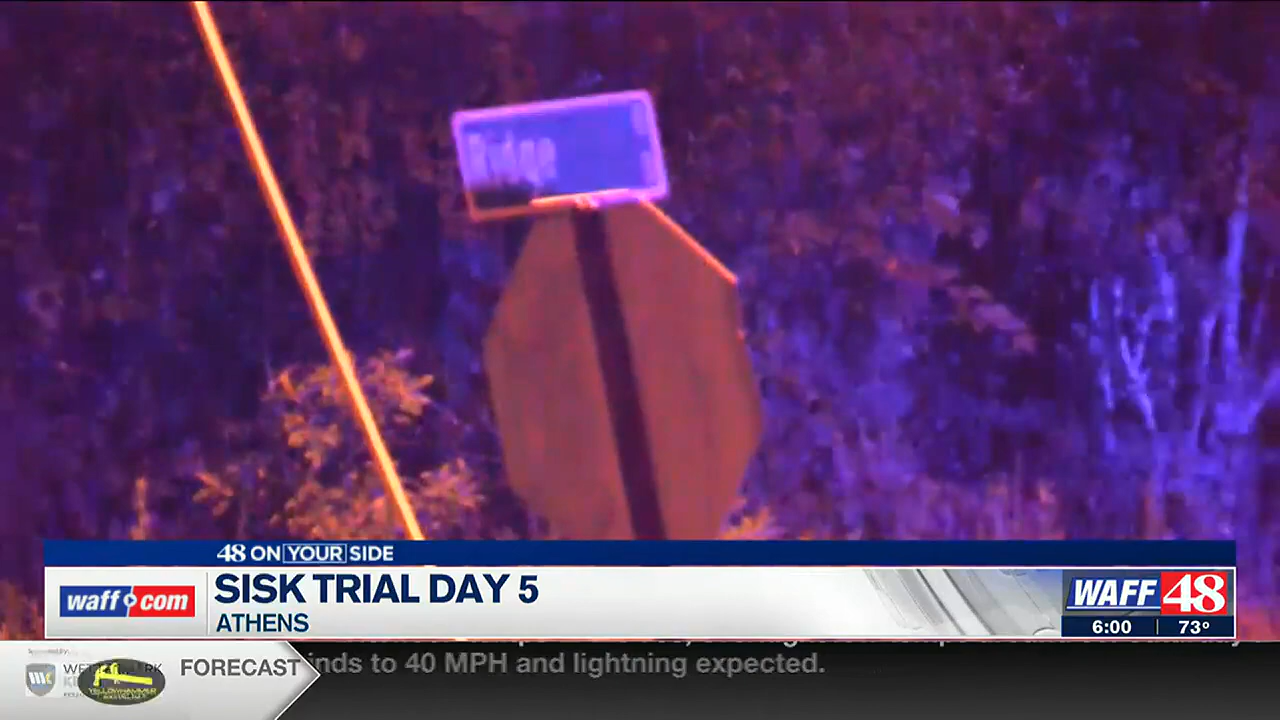 Ridge
48 ON YOUR SIDE
waff com
SISK TRIAL DAY 5
ATHENS
WAFF 48
6:00 73°
FORECAST
inds to 40 MPH and lightning expected.
YELLOWHAMMER